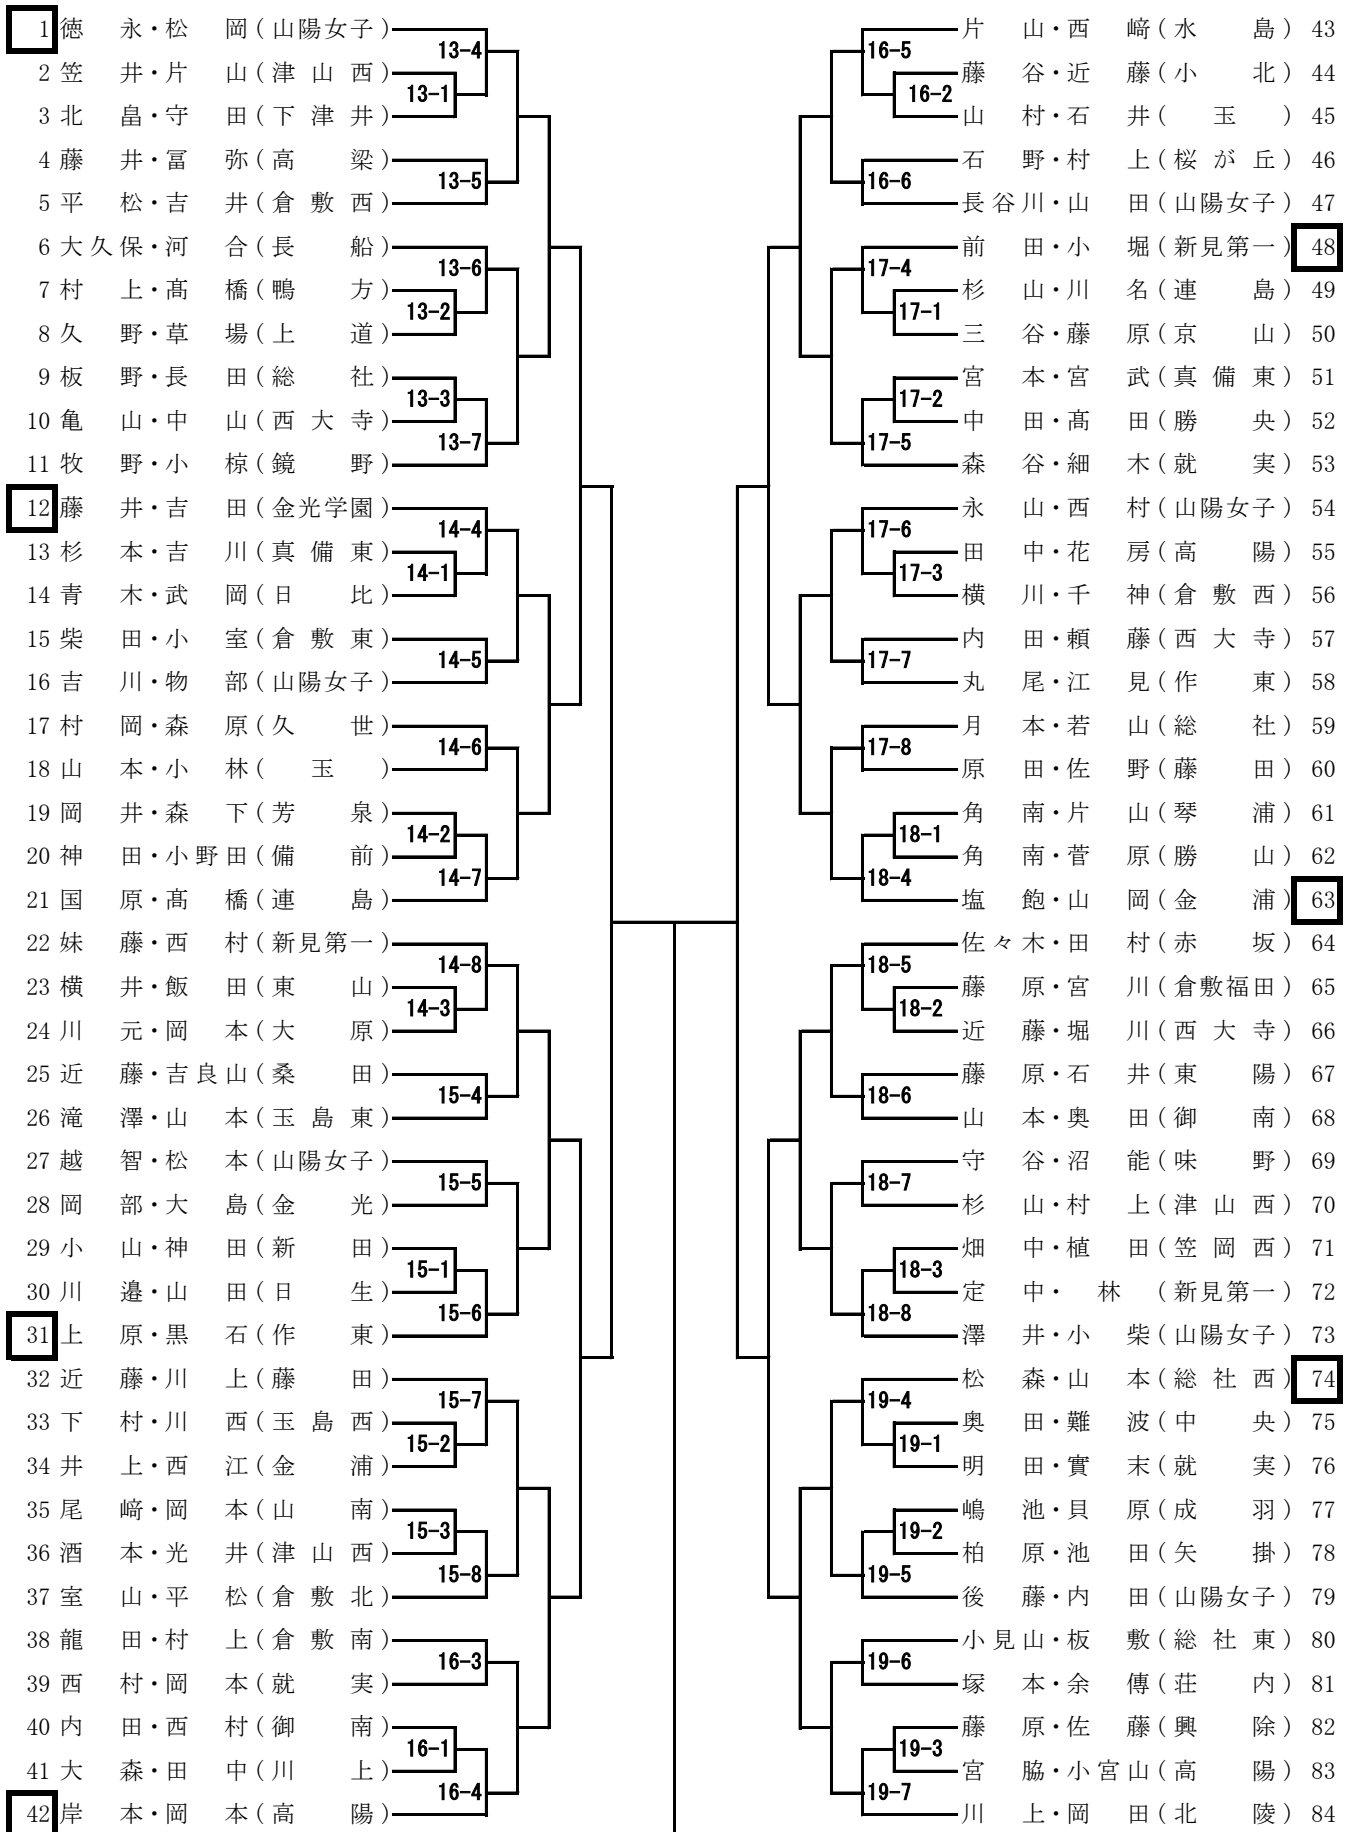 1 徳永・松岡(山陽女子)
13-4
2 笠井・片山(津山西)
13-1
3 北畠・守田(下津井)
4 藤井・冨弥(高梁)
13-5
5 平松・吉井(倉敷西)
6 大久保・河合(長船)
13-6
7 村上・髙橋(鴨方)
13-2
8 久野・草場(上道)
9 板野・長田(総社)
13-3
10 亀山・中山(西大寺)
13-7
11 牧野・小椋(鏡野)
12 藤井・吉田(金光学園)
14-4
13 杉本・吉川(真備東)
14-1
14 青木・武岡(日比)
15 柴田・小室(倉敷東)
14-5
16 吉川・物部(山陽女子)
17 村岡・森原(久世)
14-6
18 山本・小林(玉)
19 岡井・森下(芳泉)
14-2
20 神田・小野田(備前)
14-7
21 国原・髙橋(連島)
22 妹藤・西村(新見第一)
14-8
23 横井・飯田(東山)
14-3
24 川元・岡本(大原)
25 近藤・吉良山(桑田)
15-4
26 滝澤・山本(玉島東)
27 越智・松本(山陽女子)
15-5
28 岡部・大島(金光)
29 小山・神田(新田)
15-1
30 川邉・山田(日生)
15-6
31 上原・黒石(作東)
32 近藤・川上(藤田)
15-7
33 下村・川西(玉島西)
15-2
34 井上・西江(金浦)
35 尾﨑・岡本(山南)
15-3
36 酒本・光井(津山西)
15-8
37 室山・平松(倉敷北)
38 龍田・村上(倉敷南)
16-3
39 西村・岡本(就実)
40 内田・西村(御南)
16-1
41 大森・田中(川上)
16-4
42 岸本・岡本(高陽)
片山・西﨑(水島) 43
16-5
藤谷・近藤(小北) 44
16-2
山村・石井(玉) 45
石野・村上(桜が丘) 46
16-6
長谷川・山田(山陽女子) 47
前田・小堀(新見第一) 48
17-4
杉山・川名(連島) 49
17-1
三谷・藤原(京山) 50
宮本・宮武(真備東) 51
17-2
中田・髙田(勝央) 52
17-5
森谷・細木(就実) 53
永山・西村(山陽女子) 54
17-6
田中・花房(高陽) 55
17-3
横川・千神(倉敷西) 56
内田・頼藤(西大寺) 57
17-7
丸尾・江見(作東) 58
月本・若山(総社) 59
17-8
原田・佐野(藤田) 60
角南・片山(琴浦) 61
18-1
角南・菅原(勝山) 62
18-4
塩飽・山岡(金浦) 63
佐々木・田村(赤坂) 64
18-5
藤原・宮川(倉敷福田) 65
18-2
近藤・堀川(西大寺) 66
藤原・石井(東陽) 67
18-6
山本・奥田(御南) 68
守谷・沼能(味野) 69
18-7
杉山・村上(津山西) 70
畑中・植田(笠岡西) 71
18-3
定中・林(新見第一) 72
18-8
澤井・小柴(山陽女子) 73
松森・山本(総社西) 74
19-4
奥田・難波(中央) 75
19-1
明田・實末(就実) 76
嶋池・貝原(成羽) 77
19-2
柏原・池田(矢掛) 78
19-5
後藤・内田(山陽女子) 79
小見山・板敷(総社東) 80
19-6
塚本・余傳(荘内) 81
藤原・佐藤(興除) 82
19-3
宮脇・小宮山(高陽) 83
19-7
川上・岡田(北陵) 84